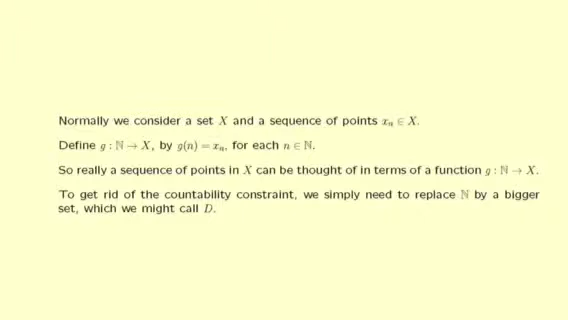 Normally we consider a set X and a sequence of points xₙ ∈ X.
Define g : ℕ → X, by g(n) = xₙ, for each n ∈ ℕ.
So really a sequence of points in X can be thought of in terms of a function g : ℕ → X.
To get rid of the countability constraint, we simply need to replace ℕ by a bigger
set, which we might call D.